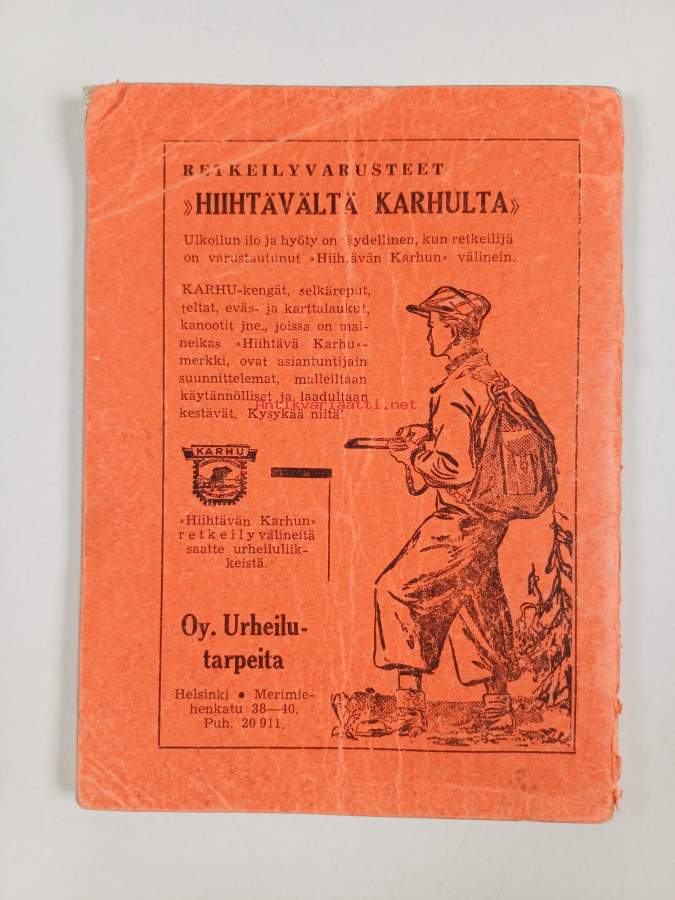 RETKEILYVARUSTEET
»HIIHTÄVÄLTÄ KARHULTA»
Ulkoilun ilo ja hyöty on äydellinen, kun retkeilijä
on varustautunut »Hiihtävän Karhun» välinein.
KARHU-kengät, selkäreput,
teltat, eväs- ja karttalaukut,
kanootit jne., joissa on mai-
neikas »Hiihtävä Karhu»-
merkki, ovat asiantuntijain
suunnittelemat, malleiltaan
käytännölliset ja laadultaan
kestävät. Kysykää niitä!
Antikvariaatti.net
KARHU
»Hiihtävän Karhun»
retkeilyvälineitä
saatte urheiluliik-
keistä.
Oy. Urheilu-
tarpeita
Helsinki • Merimie-
henkatu 38—40.
Puh. 20 911.